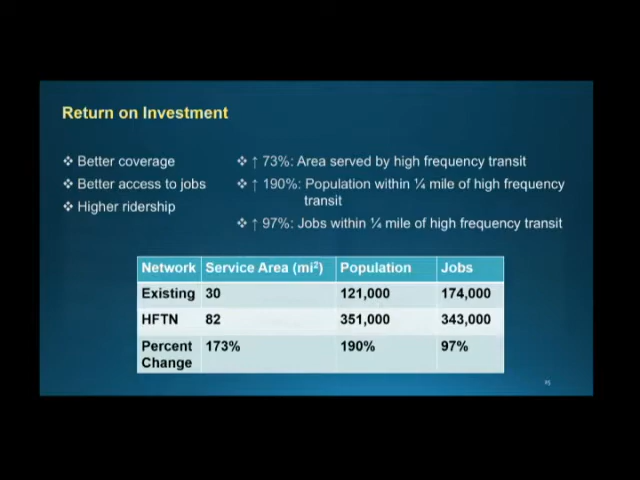 Return on Investment
❖ Better coverage
❖ Better access to jobs
❖ Higher ridership
❖ ↑ 73%: Area served by high frequency transit
❖ ↑ 190%: Population within ¼ mile of high frequency
transit
❖ ↑ 97%: Jobs within ¼ mile of high frequency transit
Network Service Area (mi²) Population Jobs
Existing 30 121,000 174,000
HFTN 82 351,000 343,000
Percent Change 173% 190% 97%